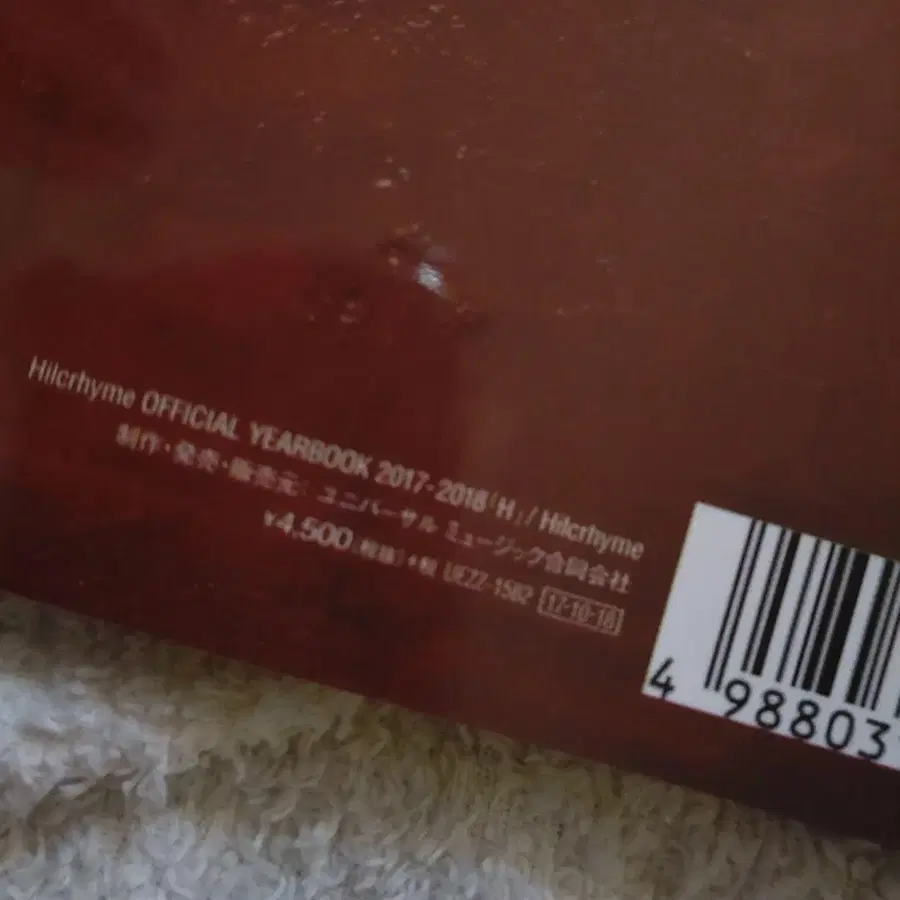 Hilcrhyme OFFICIAL YEARBOOK 2017-2018「H」/ Hilcrhyme
制作・発売・販売元: ユニバーサル ミュージック合同会社
¥4,500(税抜)+税 UEZZ-1582 17-10-18
4 98803